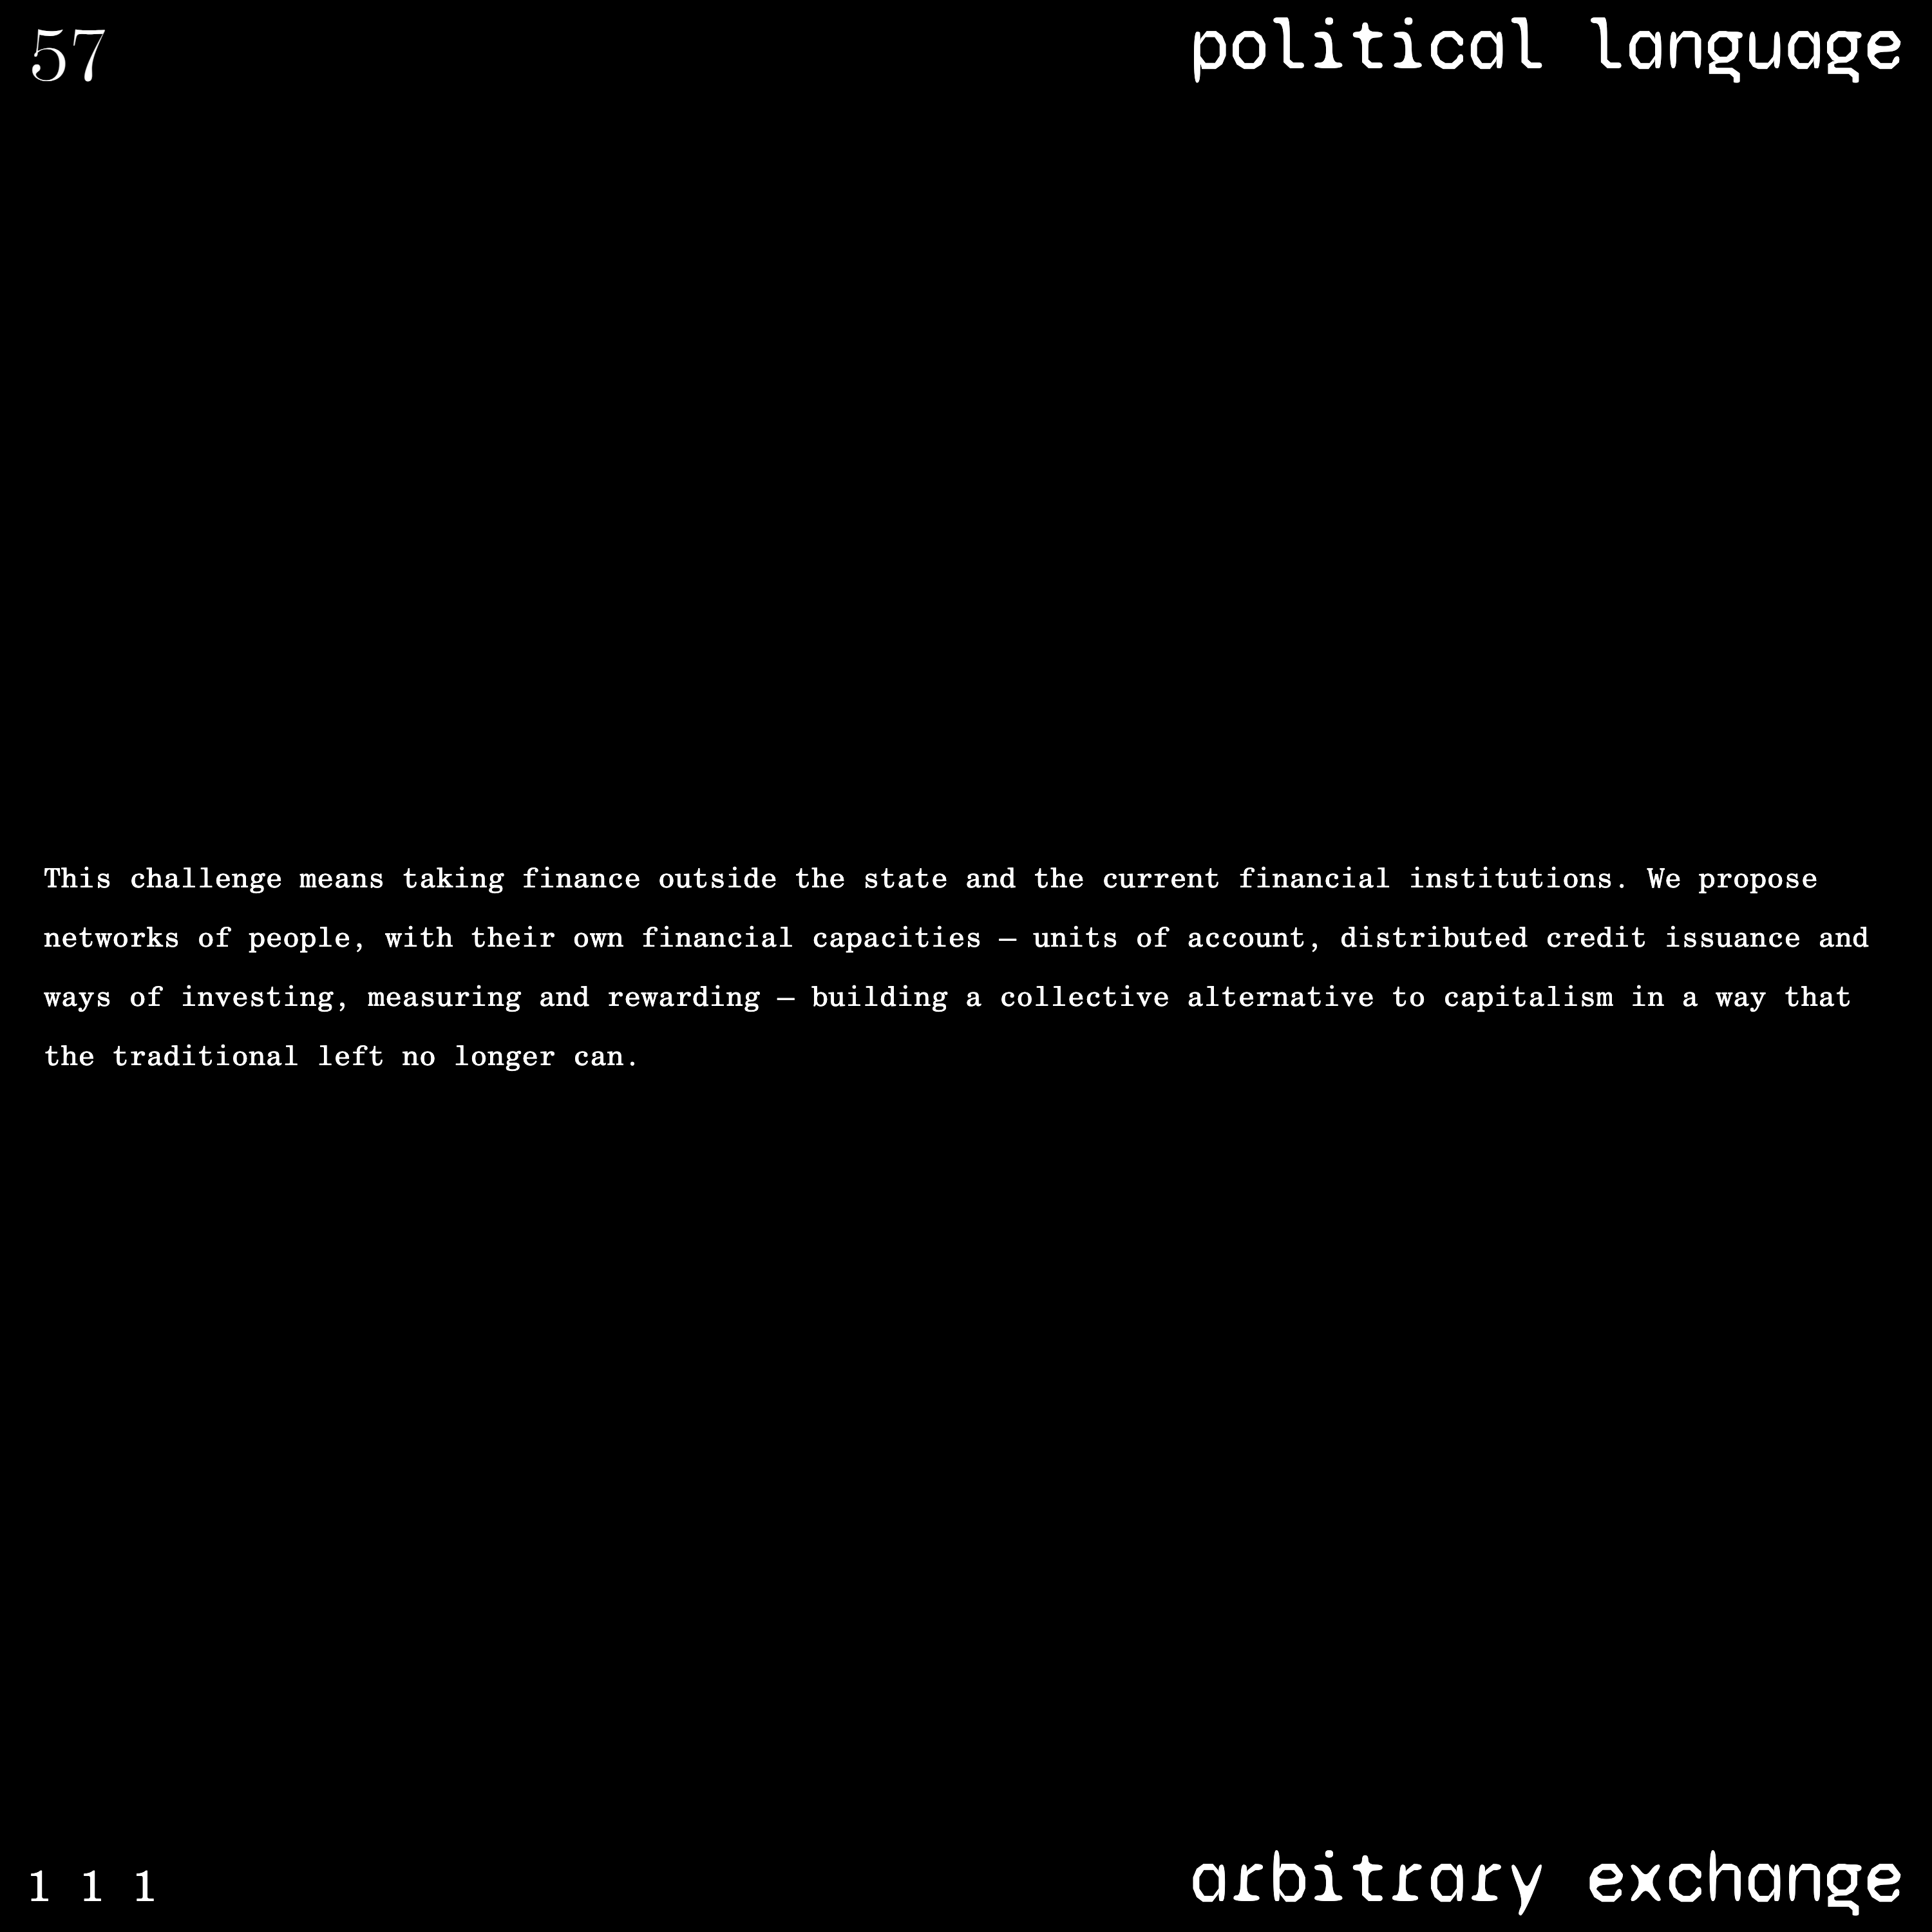 57
political language
This challenge means taking finance outside the state and the current financial institutions. We propose
networks of people, with their own financial capacities – units of account, distributed credit issuance and
ways of investing, measuring and rewarding – building a collective alternative to capitalism in a way that
the traditional left no longer can.
1 1 1
arbitrary exchange